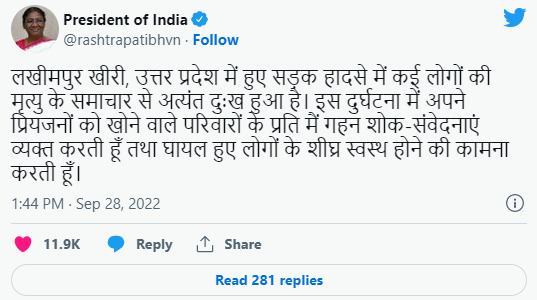 President of India
@rashtrapatibhvn · Follow
लखीमपुर खीरी, उत्तर प्रदेश में हुए सड़क हादसे में कई लोगों की
मृत्यु के समाचार से अत्यंत दुःख हुआ है। इस दुर्घटना में अपने
प्रियजनों को खोने वाले परिवारों के प्रति मैं गहन शोक-संवेदनाएं
व्यक्त करती हूँ तथा घायल हुए लोगों के शीघ्र स्वस्थ होने की कामना
करती हूँ।
1:44 PM · Sep 28, 2022
11.9K Reply Share
Read 281 replies